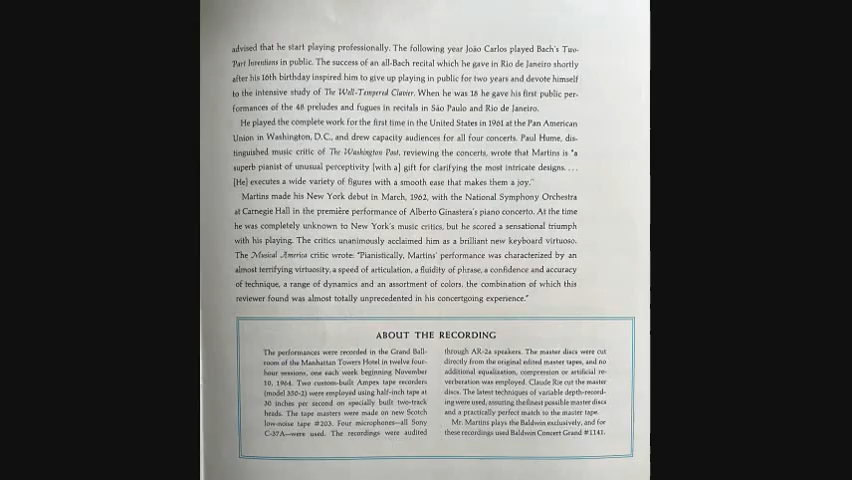 advised that he start playing professionally. The following year João Carlos played Bach's Two-
Part Inventions in public. The success of an all-Bach recital which he gave in Rio de Janeiro shortly
after his 16th birthday inspired him to give up playing in public for two years and devote himself
to the intensive study of The Well-Tempered Clavier. When he was 18 he gave his first public per-
formances of the 48 preludes and fugues in recitals in São Paulo and Rio de Janeiro.
He played the complete work for the first time in the United States in 1961 at the Pan American
Union in Washington, D.C., and drew capacity audiences for all four concerts. Paul Hume, dis-
tinguished music critic of The Washington Post, reviewing the concerts, wrote that Martins is "a
superb pianist of unusual perceptivity [with a] gift for clarifying the most intricate designs....
[He] executes a wide variety of figures with a smooth ease that makes them a joy."
Martins made his New York debut in March, 1962, with the National Symphony Orchestra
at Carnegie Hall in the première performance of Alberto Ginastera's piano concerto. At the time
he was completely unknown to New York's music critics, but he scored a sensational triumph
with his playing. The critics unanimously acclaimed him as a brilliant new keyboard virtuoso.
The Musical America critic wrote: "Pianistically, Martins' performance was characterized by an
almost terrifying virtuosity, a speed of articulation, a fluidity of phrase, a confidence and accuracy
of technique, a range of dynamics and an assortment of colors, the combination of which this
reviewer found was almost totally unprecedented in his concertgoing experience."
ABOUT THE RECORDING
The performances were recorded in the Grand Ball-
room of the Manhattan Towers Hotel in twelve four-
hour sessions, one each week beginning November
10, 1964. Two custom-built Ampex tape recorders
(model 350-2) were employed using half-inch tape at
30 inches per second on specially built two-track
heads. The tape masters were made on new Scotch
low-noise tape #203. Four microphones—all Sony
C-37A—were used. The recordings were audited
through AR-2a speakers. The master discs were cut
directly from the original edited master tapes, and no
additional equalization, compression or artificial re-
verberation was employed. Claude Rie cut the master
discs. The latest techniques of variable depth-record-
ing were used, assuring the finest possible master discs
and a practically perfect match to the master tape.
Mr. Martins plays the Baldwin exclusively, and for
these recordings used Baldwin Concert Grand #1141.